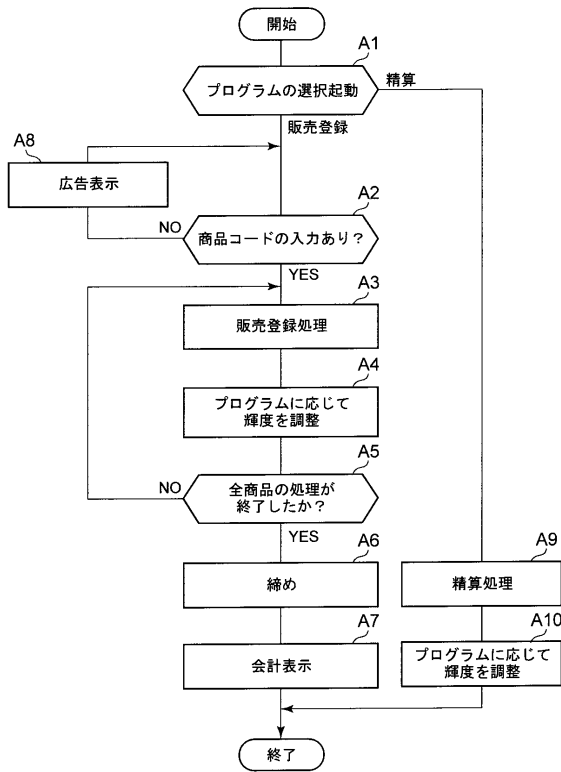 開始
A1
プログラムの選択起動
精算
販売登録
A8
広告表示
A2
商品コードの入力あり？
NO
YES
A3
販売登録処理
A4
プログラムに応じて
輝度を調整
A5
全商品の処理が
終了したか？
NO
YES
A6
締め
A9
精算処理
A7
会計表示
A10
プログラムに応じて
輝度を調整
終了